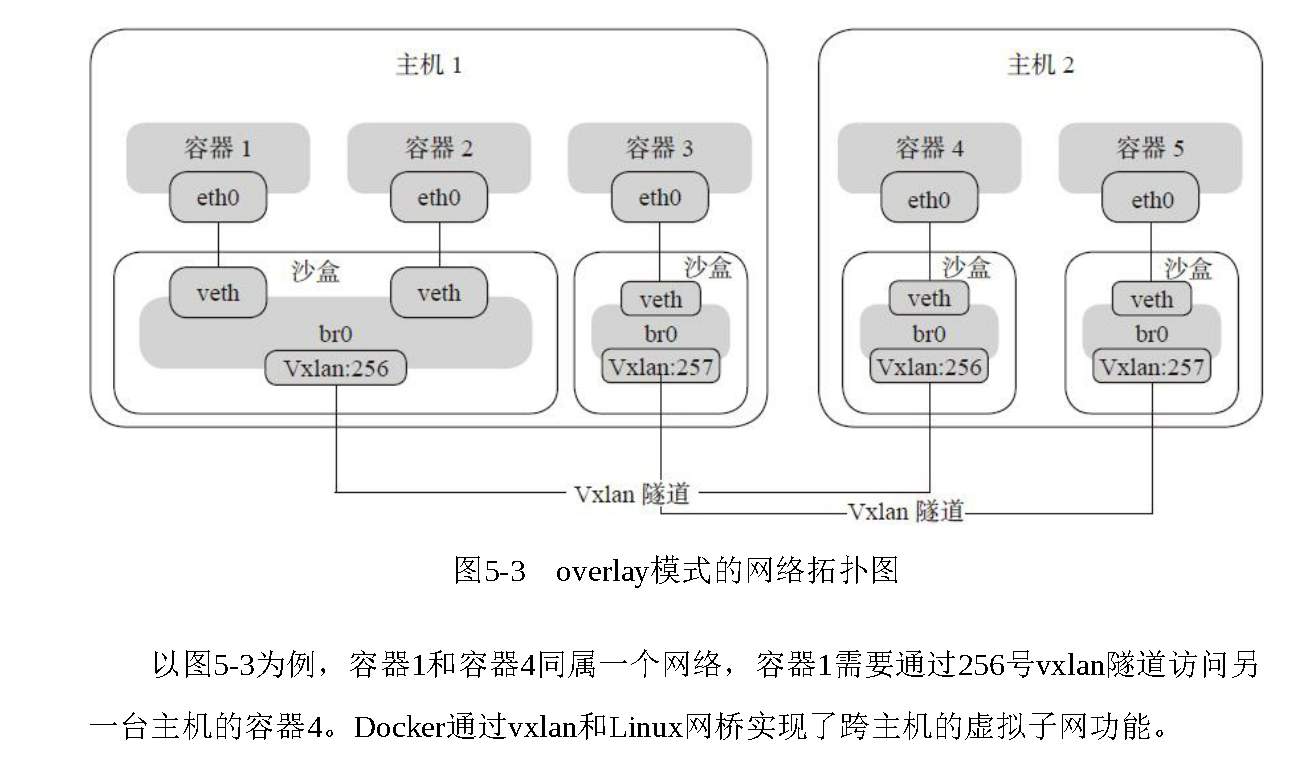 主机 1
主机 2
容器 1
容器 2
容器 3
容器 4
容器 5
eth0
eth0
eth0
eth0
eth0
沙盒
沙盒
沙盒
沙盒
veth
veth
veth
veth
veth
br0
br0
br0
br0
Vxlan:256
Vxlan:257
Vxlan:256
Vxlan:257
Vxlan 隧道
Vxlan 隧道
图5-3 overlay模式的网络拓扑图
以图5-3为例，容器1和容器4同属一个网络，容器1需要通过256号vxlan隧道访问另
一台主机的容器4。Docker通过vxlan和Linux网桥实现了跨主机的虚拟子网功能。